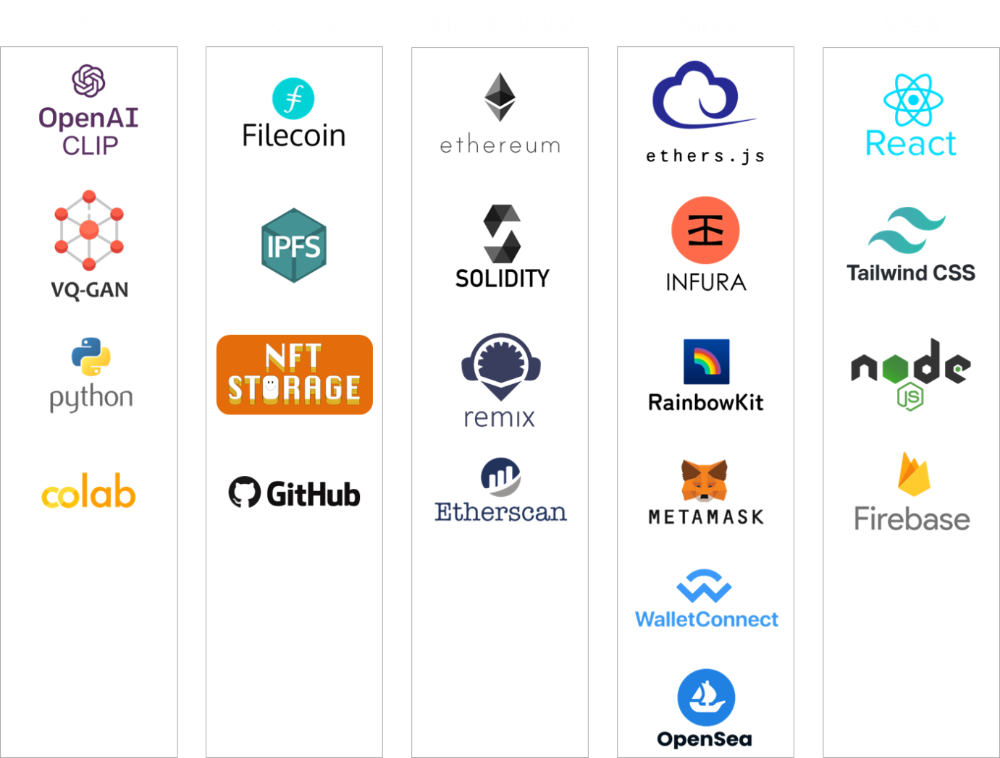 OpenAI
CLIP
VQ-GAN
python
colab
Filecoin
IPFS
NFT
STORAGE
GitHub
ethereum
SOLIDITY
remix
Etherscan
ethers.js
INFURA
RainbowKit
METAMASK
WalletConnect
OpenSea
React
Tailwind CSS
node
JS
Firebase